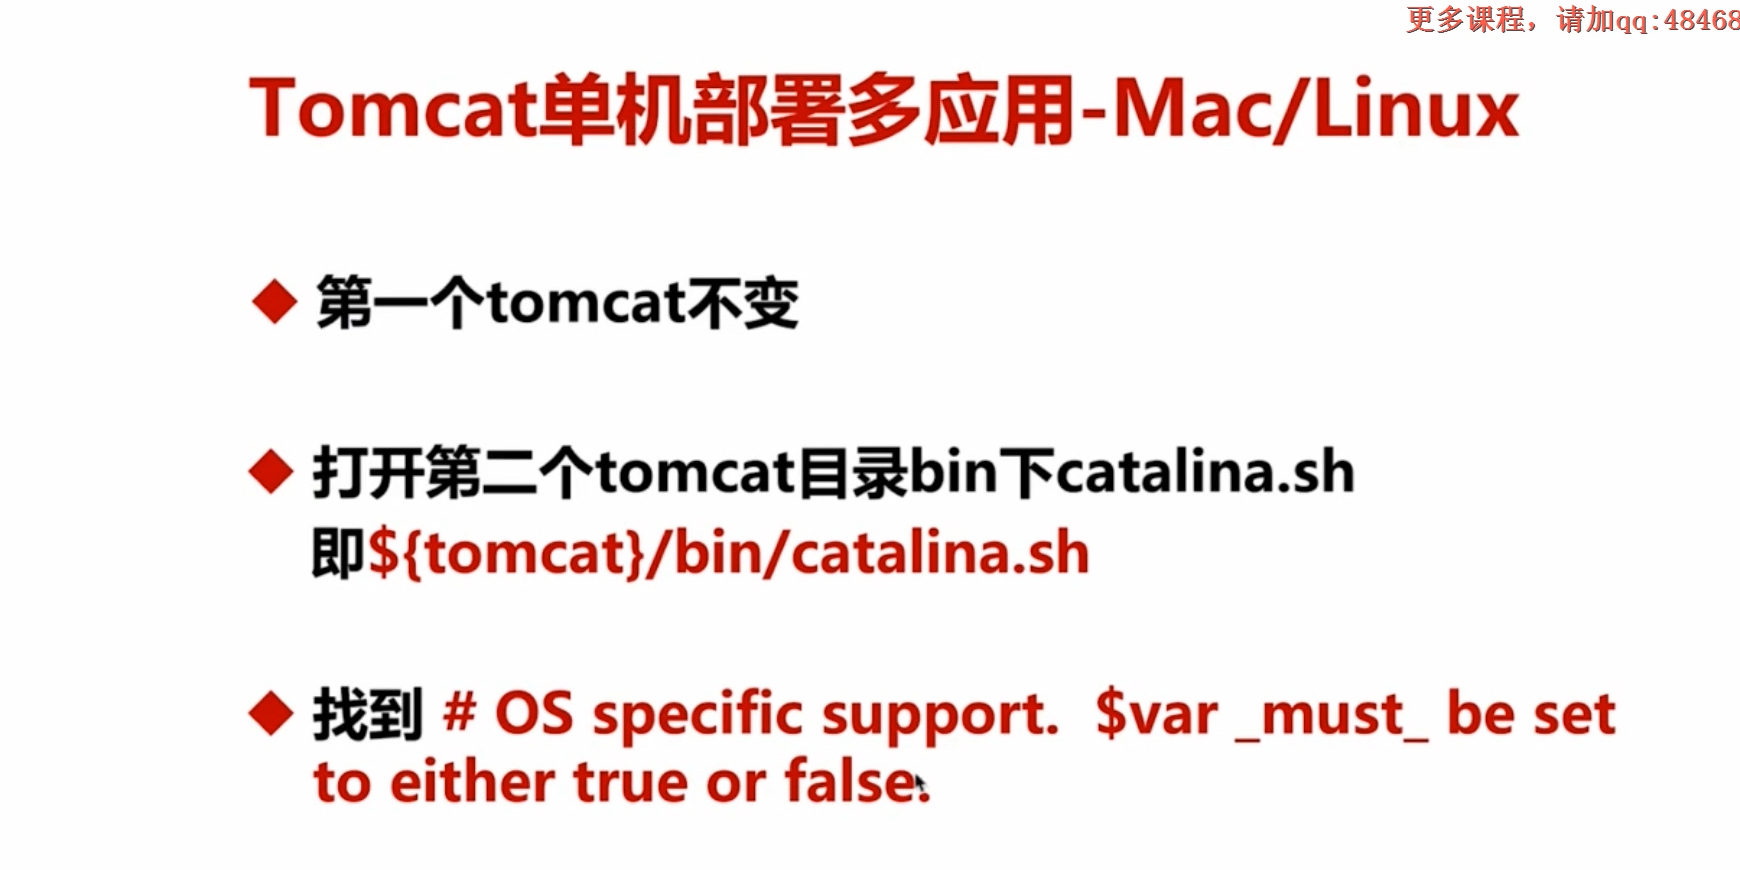 更多课程，请加qq:48468
Tomcat单机部署多应用-Mac/Linux
第一个tomcat不变
打开第二个tomcat目录bin下catalina.sh
即${tomcat}/bin/catalina.sh
找到 # OS specific support. $var _must_ be set
to either true or false.